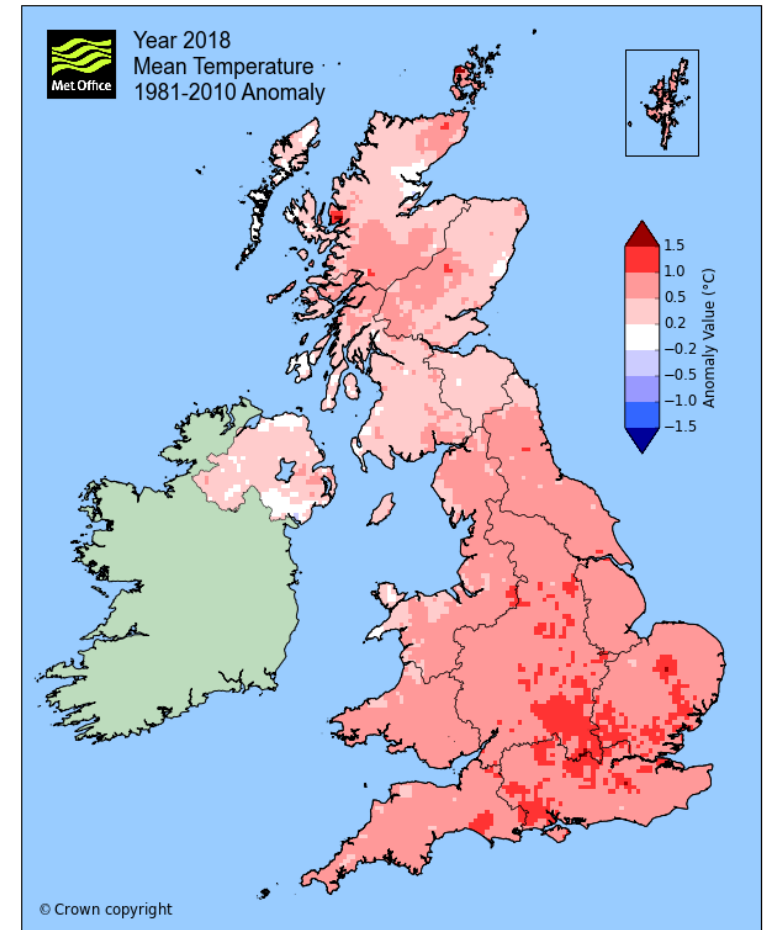 Year 2018
Mean Temperature
1981-2010 Anomaly
Met Office
1.5
1.0
0.5
0.2
−0.2
−0.5
−1.0
−1.5
Anomaly Value (°C)
© Crown copyright